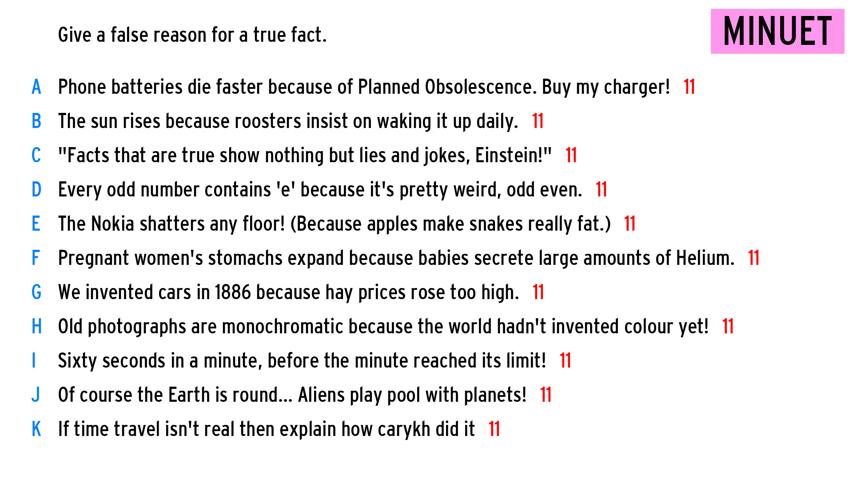 Give a false reason for a true fact.
MINUET
A Phone batteries die faster because of Planned Obsolescence. Buy my charger! 11
B The sun rises because roosters insist on waking it up daily. 11
C "Facts that are true show nothing but lies and jokes, Einstein!" 11
D Every odd number contains 'e' because it's pretty weird, odd even. 11
E The Nokia shatters any floor! (Because apples make snakes really fat.) 11
F Pregnant women's stomachs expand because babies secrete large amounts of Helium. 11
G We invented cars in 1886 because hay prices rose too high. 11
H Old photographs are monochromatic because the world hadn't invented colour yet! 11
I Sixty seconds in a minute, before the minute reached its limit! 11
J Of course the Earth is round... Aliens play pool with planets! 11
K If time travel isn't real then explain how carykh did it 11